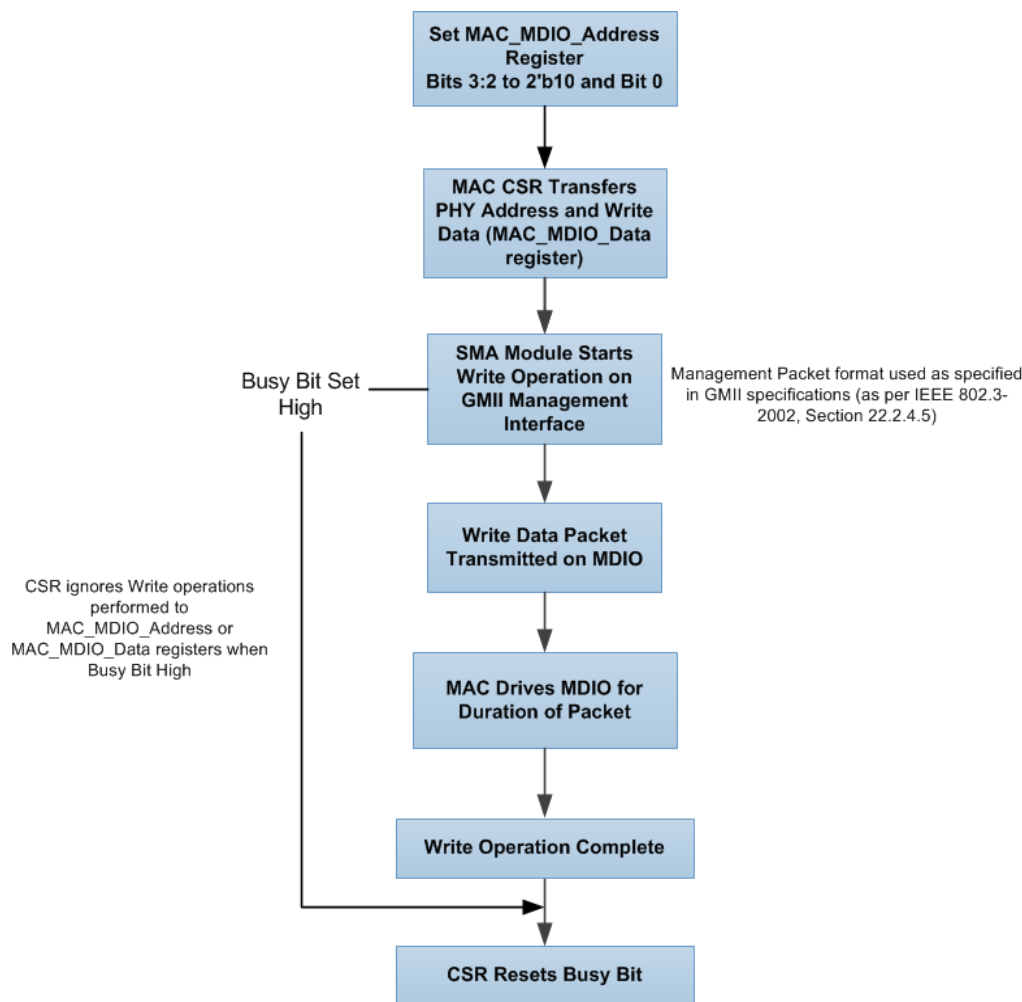 Set MAC_MDIO_Address
Register
Bits 3:2 to 2'b10 and Bit 0
MAC CSR Transfers
PHY Address and Write
Data (MAC_MDIO_Data
register)
SMA Module Starts
Write Operation on
GMII Management
Interface
Busy Bit Set
High
Management Packet format used as specified
in GMII specifications (as per IEEE 802.3-
2002, Section 22.2.4.5)
Write Data Packet
Transmitted on MDIO
CSR ignores Write operations
performed to
MAC_MDIO_Address or
MAC_MDIO_Data registers when
Busy Bit High
MAC Drives MDIO for
Duration of Packet
Write Operation Complete
CSR Resets Busy Bit